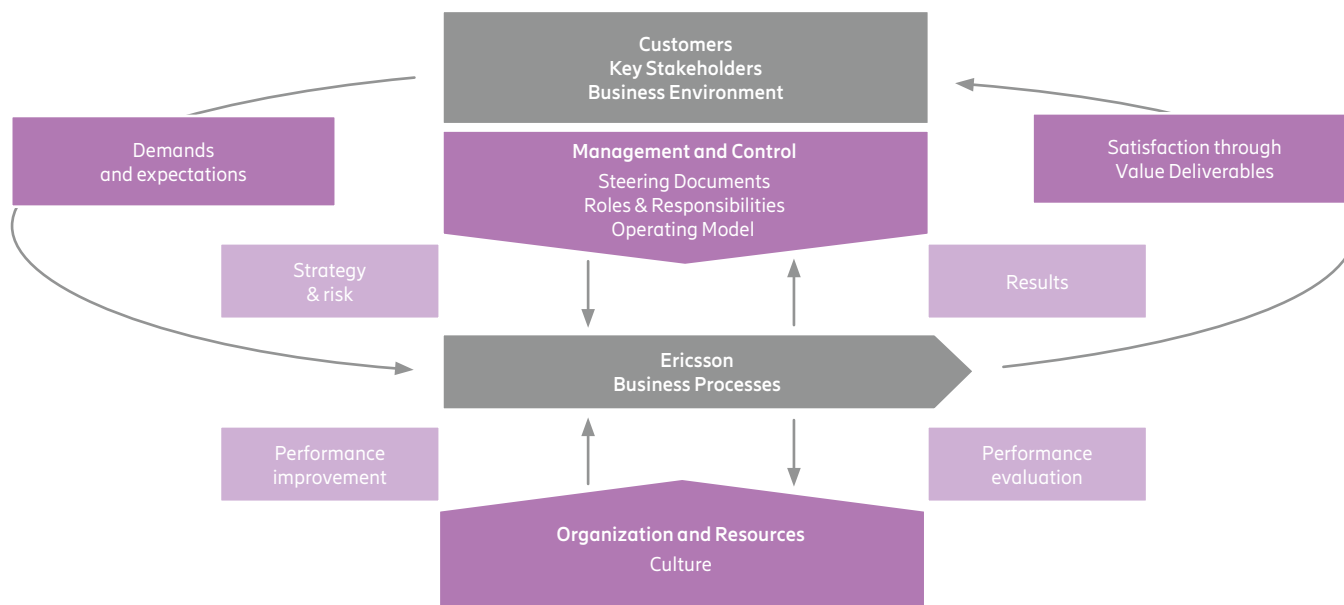 Customers
Key Stakeholders
Business Environment
Demands
and expectations
Management and Control
Steering Documents
Roles & Responsibilities
Operating Model
Satisfaction through
Value Deliverables
Strategy
& risk
Results
Ericsson
Business Processes
Performance
improvement
Performance
evaluation
Organization and Resources
Culture